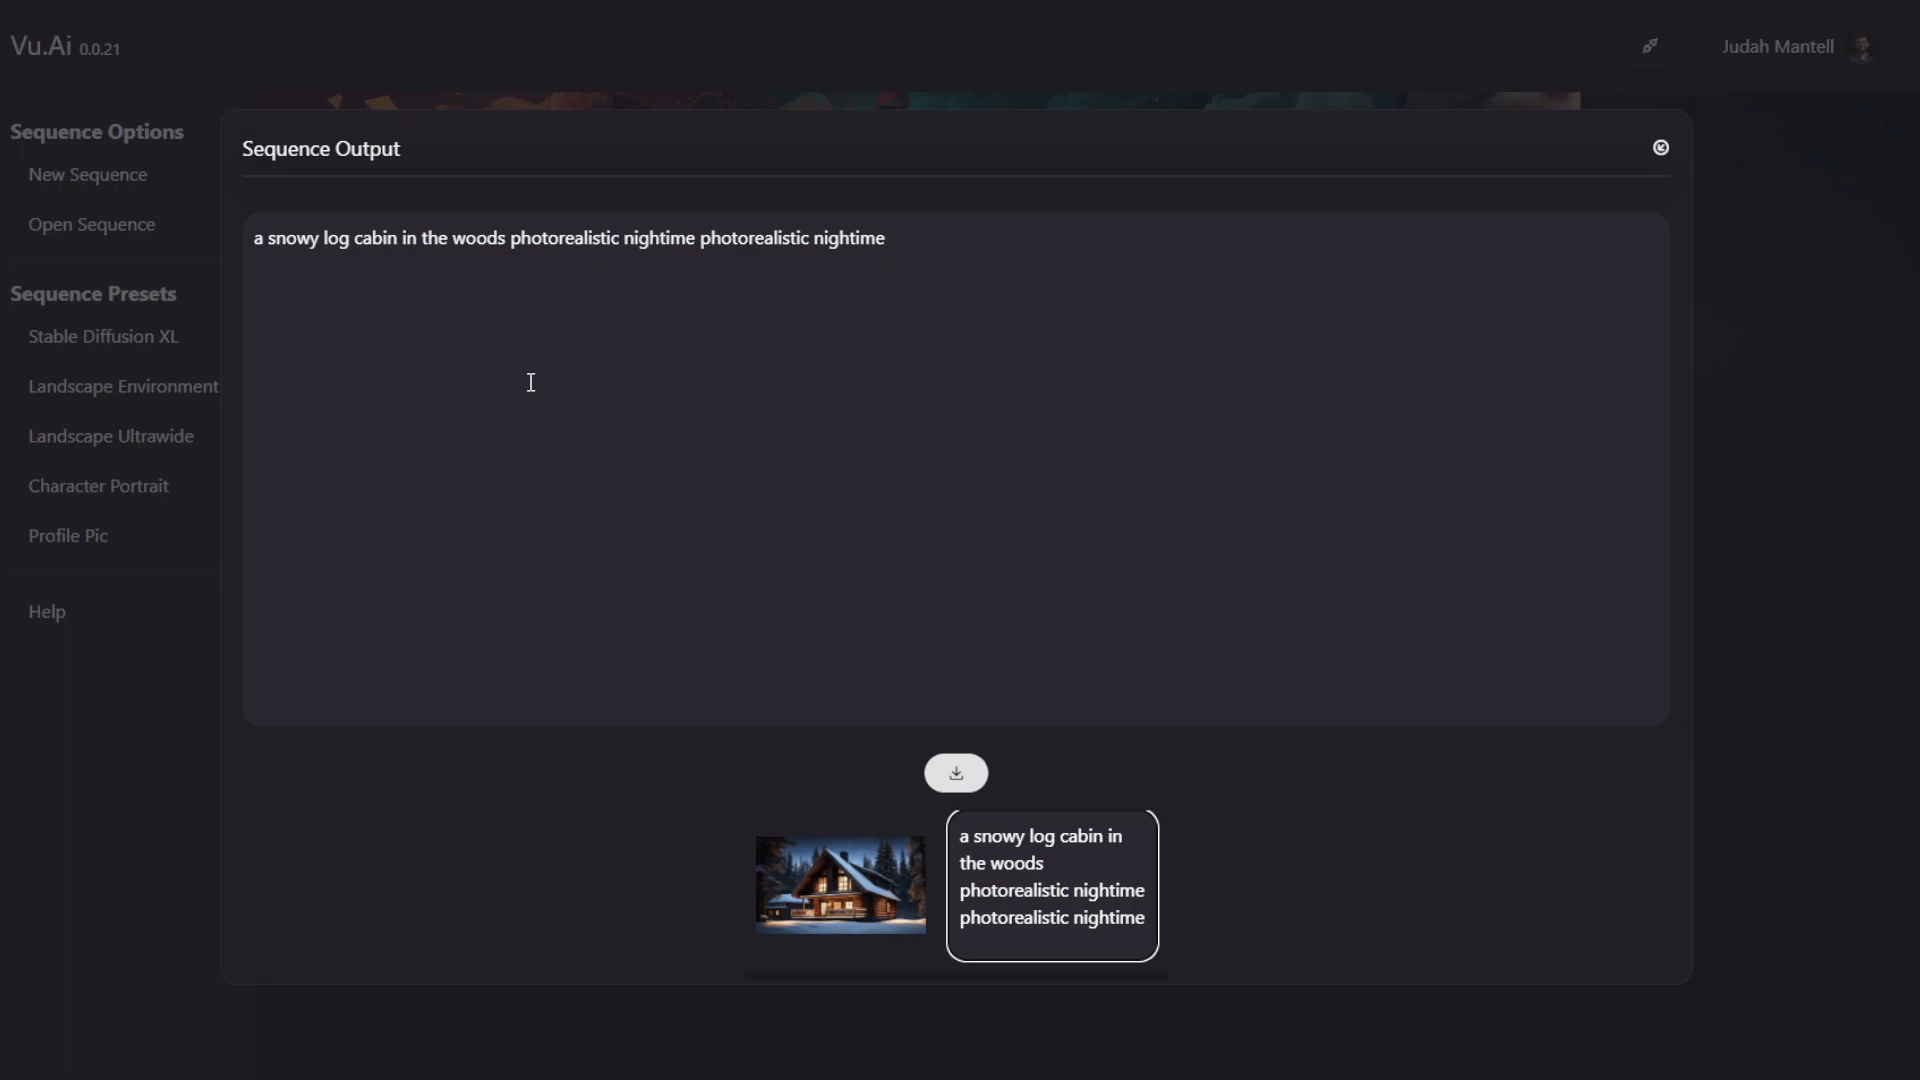 Vu.Ai 0.0.21
Judah Mantell
Sequence Options
New Sequence
Open Sequence
Sequence Presets
Stable Diffusion XL
Landscape Environment
Landscape Ultrawide
Character Portrait
Profile Pic
Help
Sequence Output
a snowy log cabin in the woods photorealistic nightime photorealistic nightime
a snowy log cabin in
the woods
photorealistic nightime
photorealistic nightime